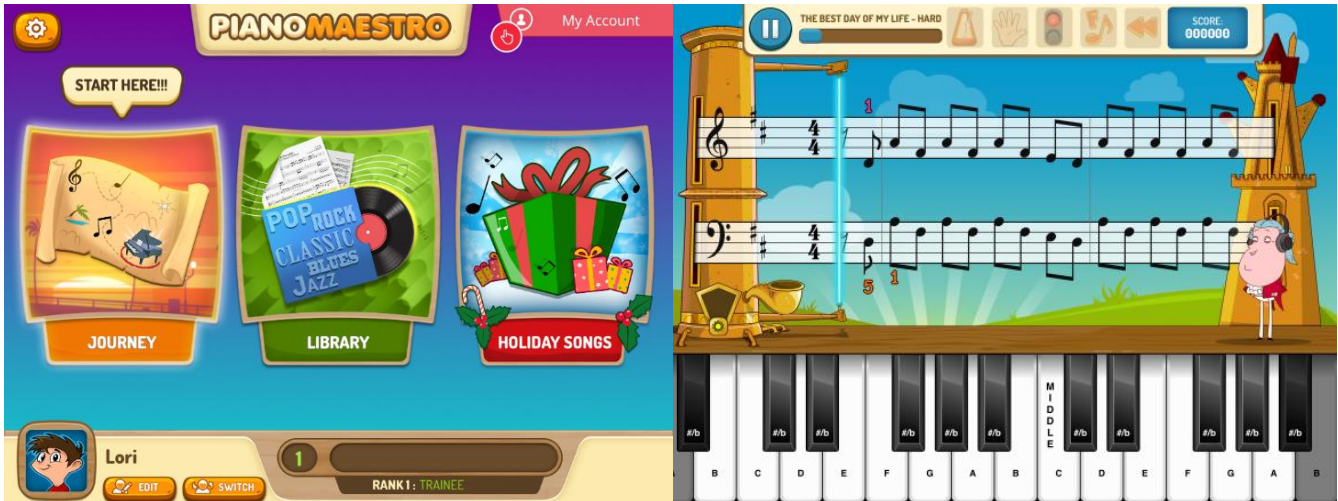 PIANOMAESTRO
My Account
START HERE!!!
POP ROCK
CLASSIC
BLUES
JAZZ
JOURNEY
LIBRARY
HOLIDAY SONGS
Lori
EDIT
SWITCH
1
RANK 1: TRAINEE
THE BEST DAY OF MY LIFE - HARD
SCORE:
000000
1
4
4
4
4
5
1
#/b #/b #/b #/b #/b #/b #/b #/b #/b #/b #/b
MIDDLE
B C D E F G A B C D E F G A B